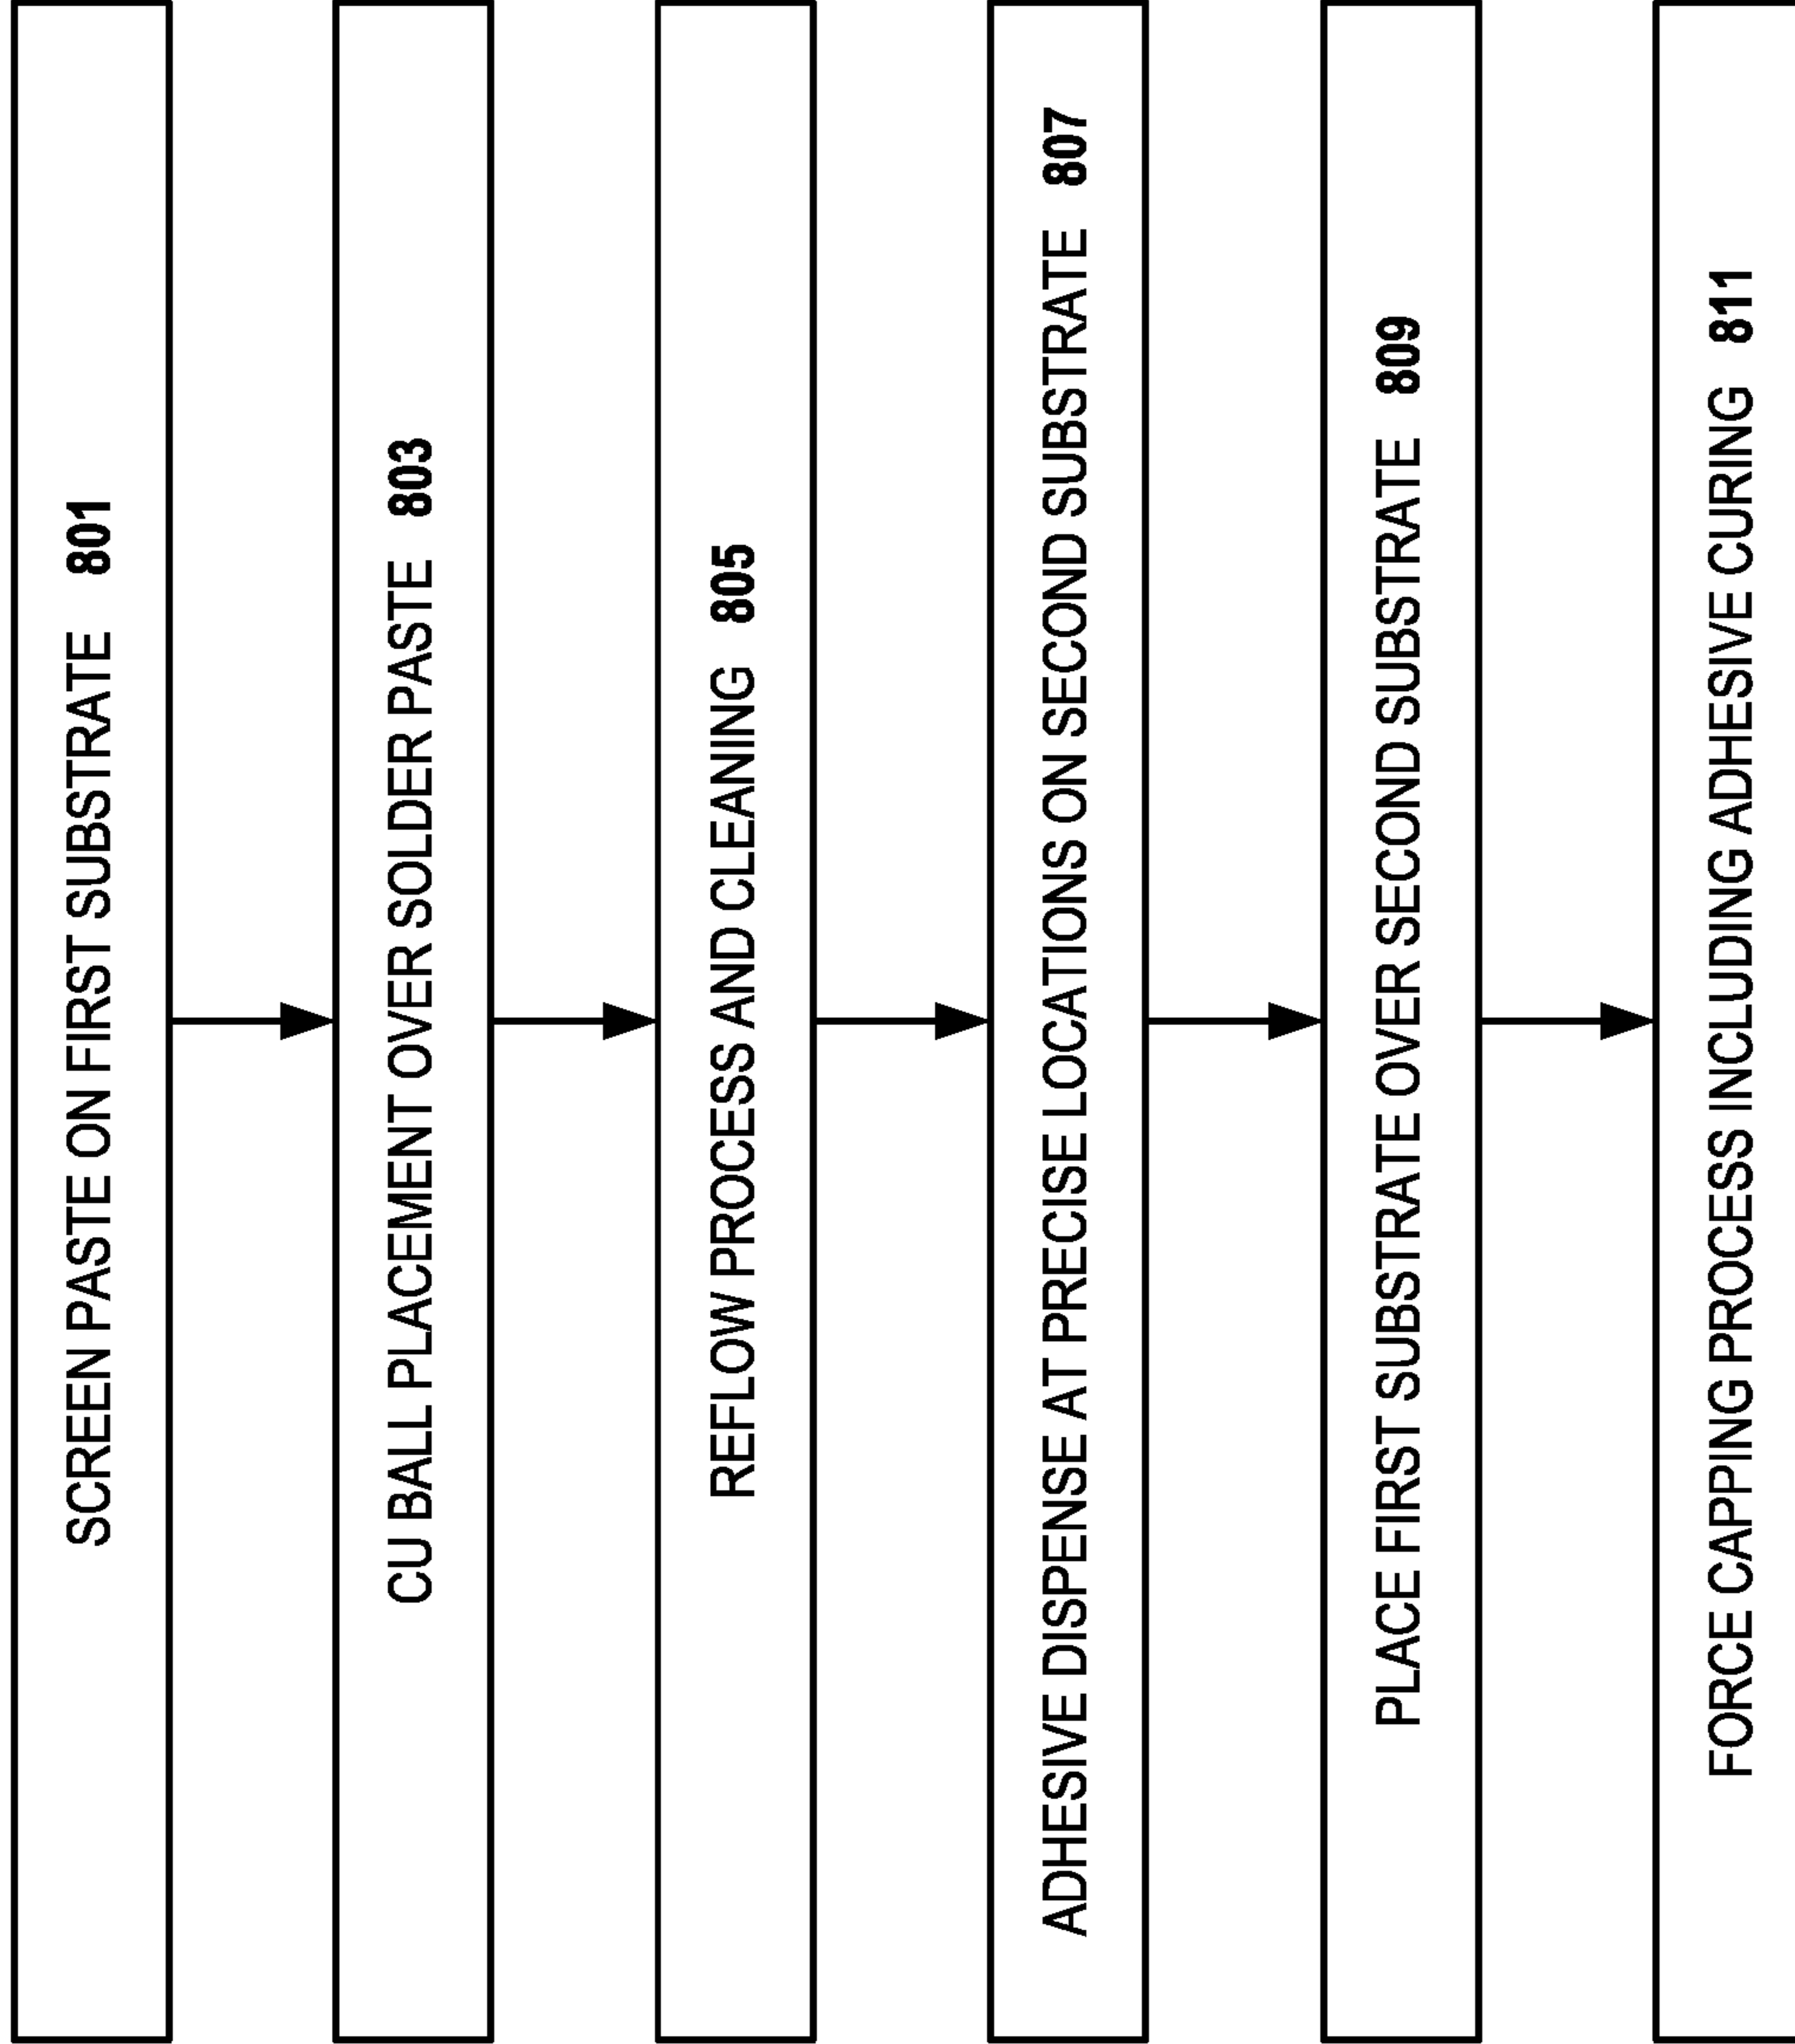 SCREEN PASTE ON FIRST SUBSTRATE 801
CU BALL PLACEMENT OVER SOLDER PASTE 803
REFLOW PROCESS AND CLEANING 805
ADHESIVE DISPENSE AT PRECISE LOCATIONS ON SECOND SUBSTRATE 807
PLACE FIRST SUBSTRATE OVER SECOND SUBSTRATE 809
FORCE CAPPING PROCESS INCLUDING ADHESIVE CURING 811